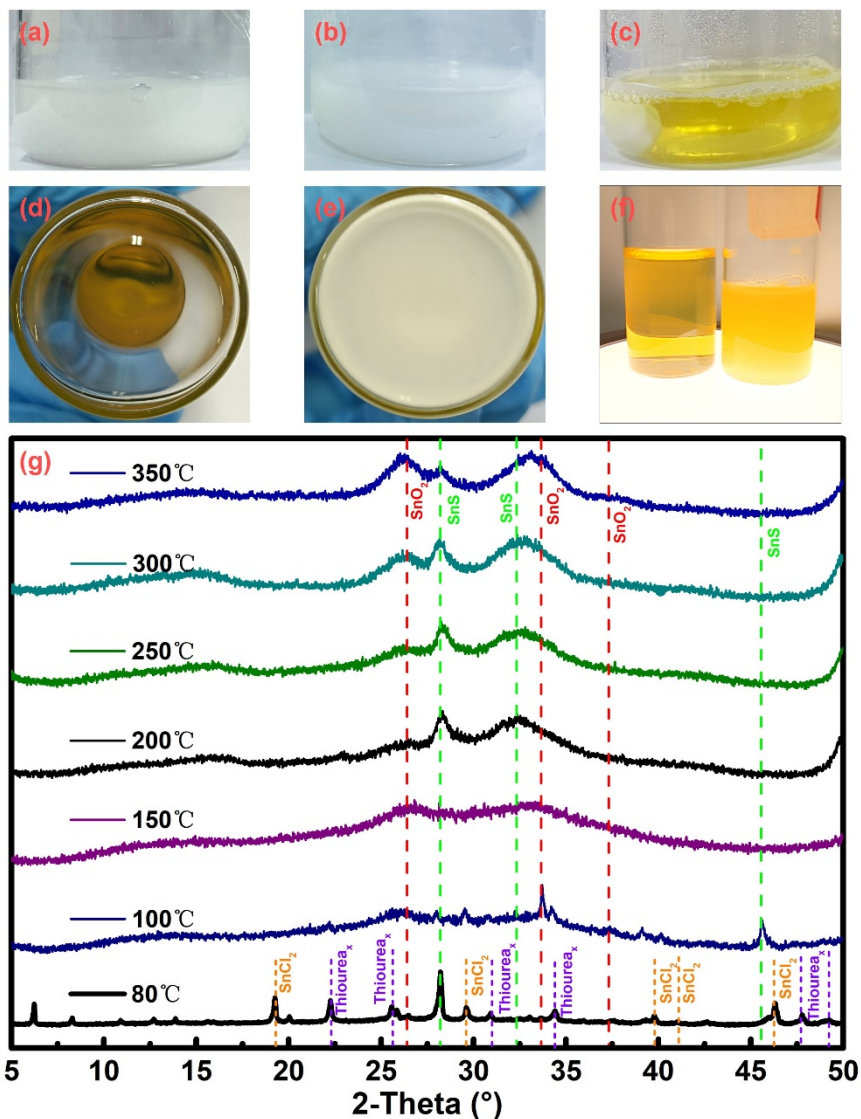 (a)
(b)
(c)
(d)
(e)
(f)
(g)
350℃
300℃
250℃
200℃
150℃
100℃
80℃
SnO₂
SnS
SnS
SnO₂
SnO₂
SnS
SnCl₂
Thioureaₓ
Thioureaₓ
SnCl₂
Thioureaₓ
Thioureaₓ
SnCl₂
SnCl₂
SnCl₂
Thioureaₓ
5 10 15 20 25 30 35 40 45 50
2-Theta (°)